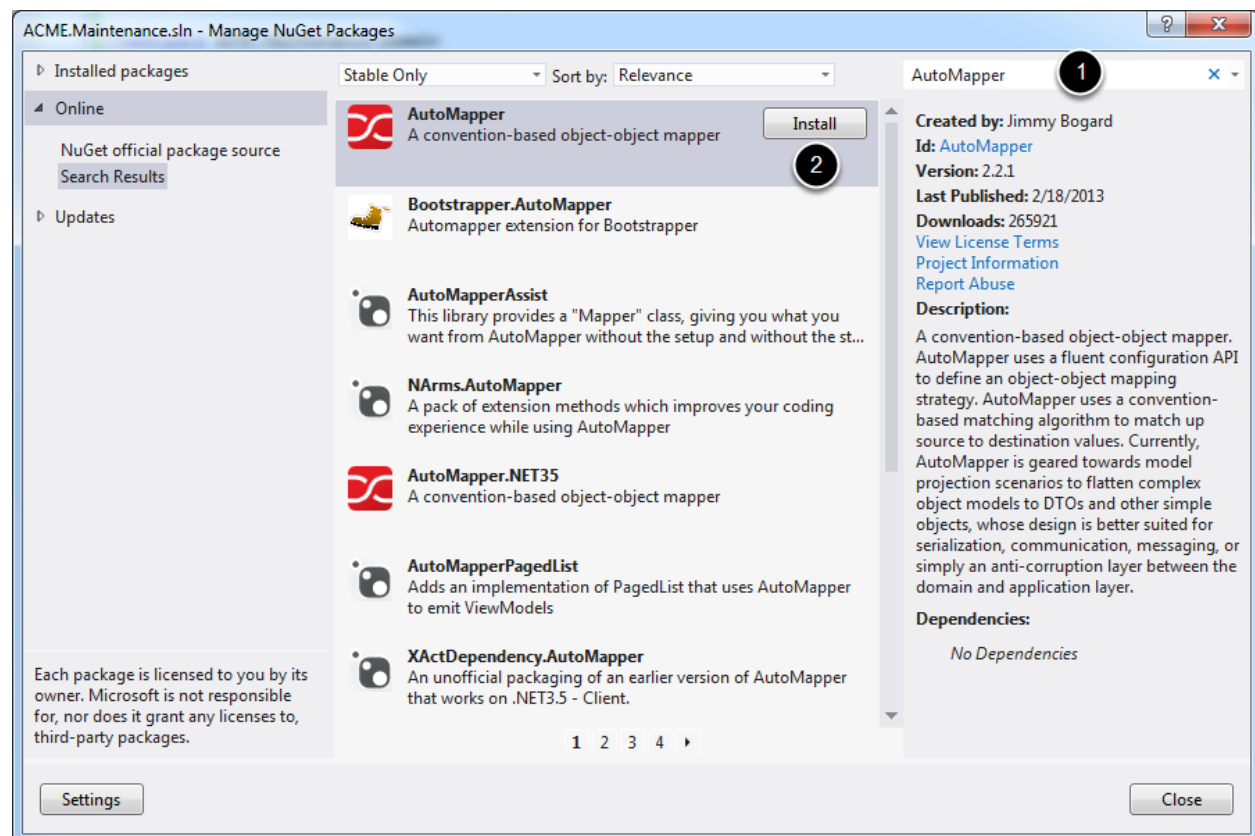 ACME.Maintenance.sln - Manage NuGet Packages
Installed packages
Online
NuGet official package source
Search Results
Updates
Each package is licensed to you by its
owner. Microsoft is not responsible
for, nor does it grant any licenses to,
third-party packages.
Stable Only
Sort by: Relevance
AutoMapper
A convention-based object-object mapper
Install
2
Bootstrapper.AutoMapper
Automapper extension for Bootstrapper
AutoMapperAssist
This library provides a "Mapper" class, giving you what you
want from AutoMapper without the setup and without the st...
NArms.AutoMapper
A pack of extension methods which improves your coding
experience while using AutoMapper
AutoMapper.NET35
A convention-based object-object mapper
AutoMapperPagedList
Adds an implementation of PagedList that uses AutoMapper
to emit ViewModels
XActDependency.AutoMapper
An unofficial packaging of an earlier version of AutoMapper
that works on .NET3.5 - Client.
1 2 3 4
AutoMapper
1
Created by: Jimmy Bogard
Id: AutoMapper
Version: 2.2.1
Last Published: 2/18/2013
Downloads: 265921
View License Terms
Project Information
Report Abuse
Description:
A convention-based object-object mapper.
AutoMapper uses a fluent configuration API
to define an object-object mapping
strategy. AutoMapper uses a convention-
based matching algorithm to match up
source to destination values. Currently,
AutoMapper is geared towards model
projection scenarios to flatten complex
object models to DTOs and other simple
objects, whose design is better suited for
serialization, communication, messaging, or
simply an anti-corruption layer between the
domain and application layer.
Dependencies:
No Dependencies
Settings
Close